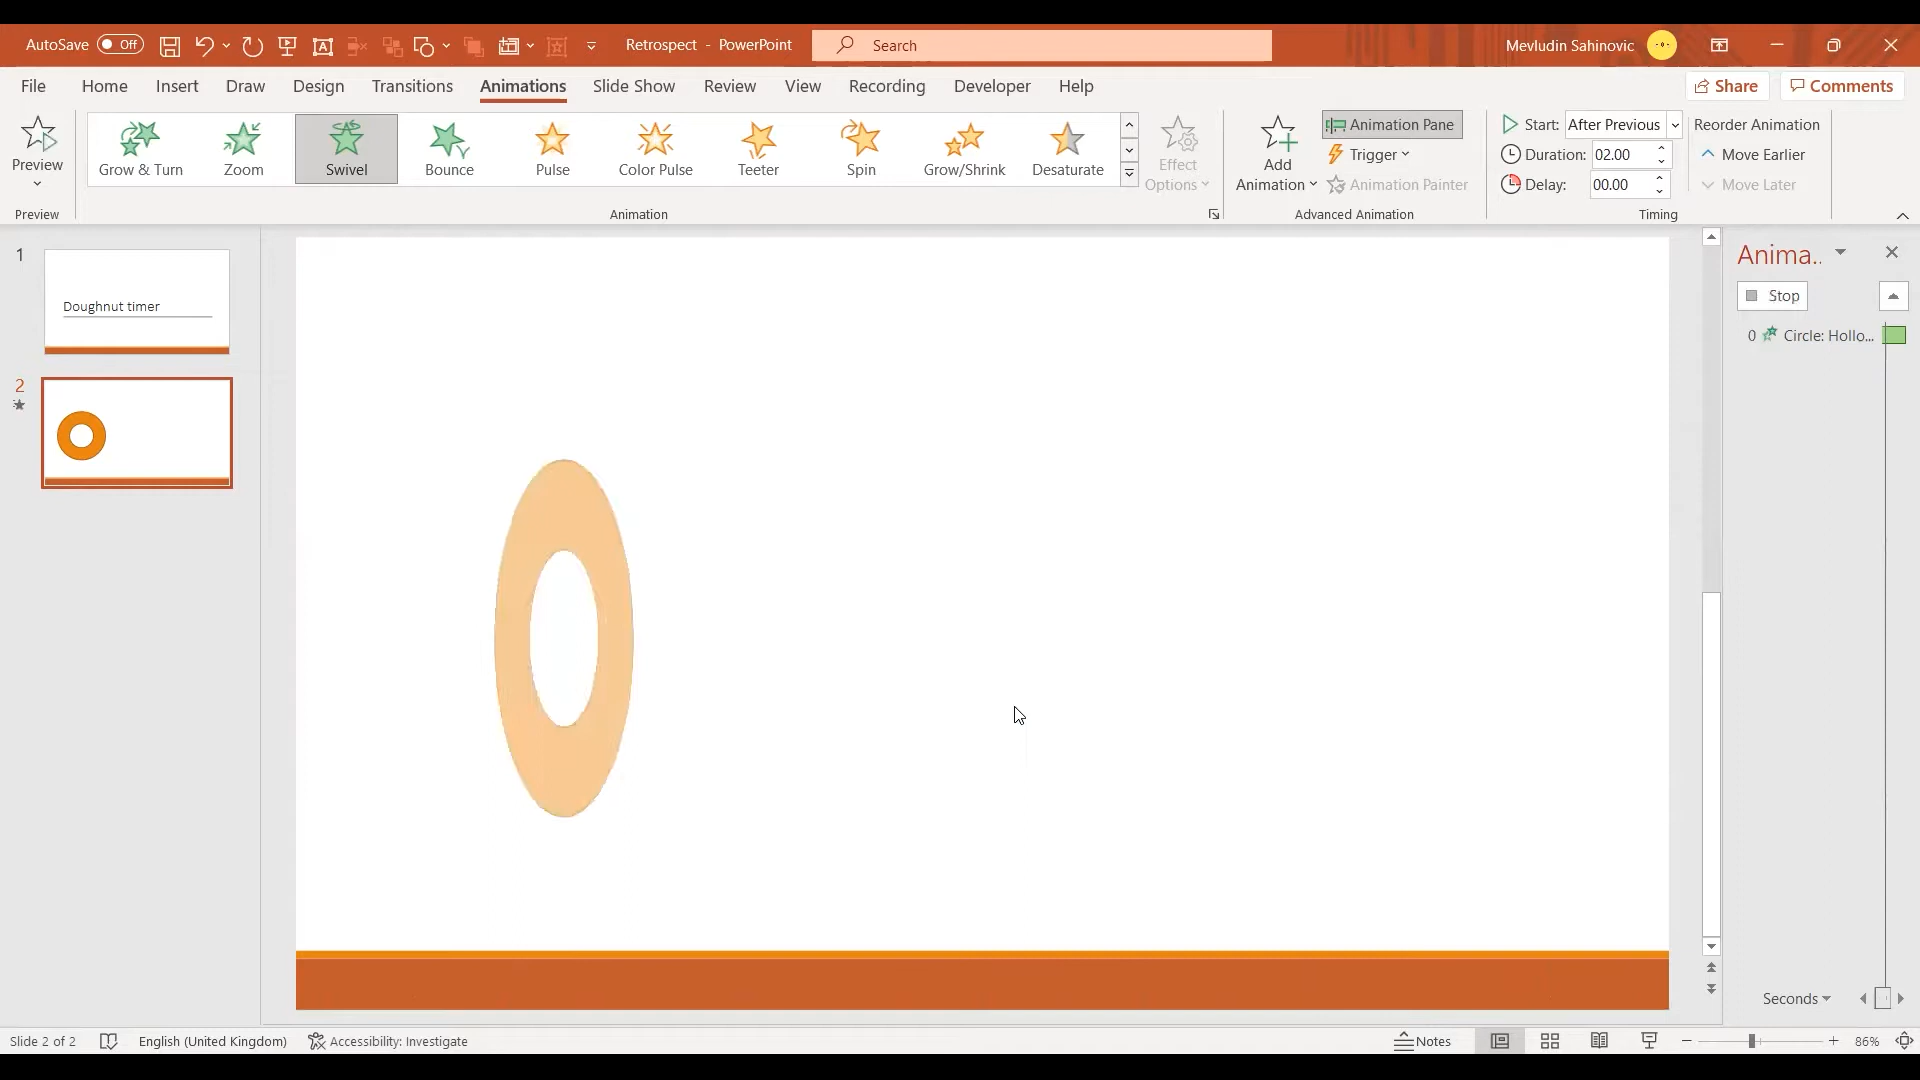 AutoSave Off Retrospect - PowerPoint Search Mevludin Sahinovic
File Home Insert Draw Design Transitions Animations Slide Show Review View Recording Developer Help Share Comments
Preview
Grow & Turn Zoom Swivel Bounce Pulse Color Pulse Teeter Spin Grow/Shrink Desaturate
Effect
Options
Add
Animation
Animation Pane
Trigger
Animation Painter
Start: After Previous
Duration: 02.00
Delay: 00.00
Reorder Animation
Move Earlier
Move Later
Preview Animation Advanced Animation Timing
1
Doughnut timer
2
Anima..
Stop
0 Circle: Hollo...
Seconds
Slide 2 of 2 English (United Kingdom) Accessibility: Investigate Notes 86%